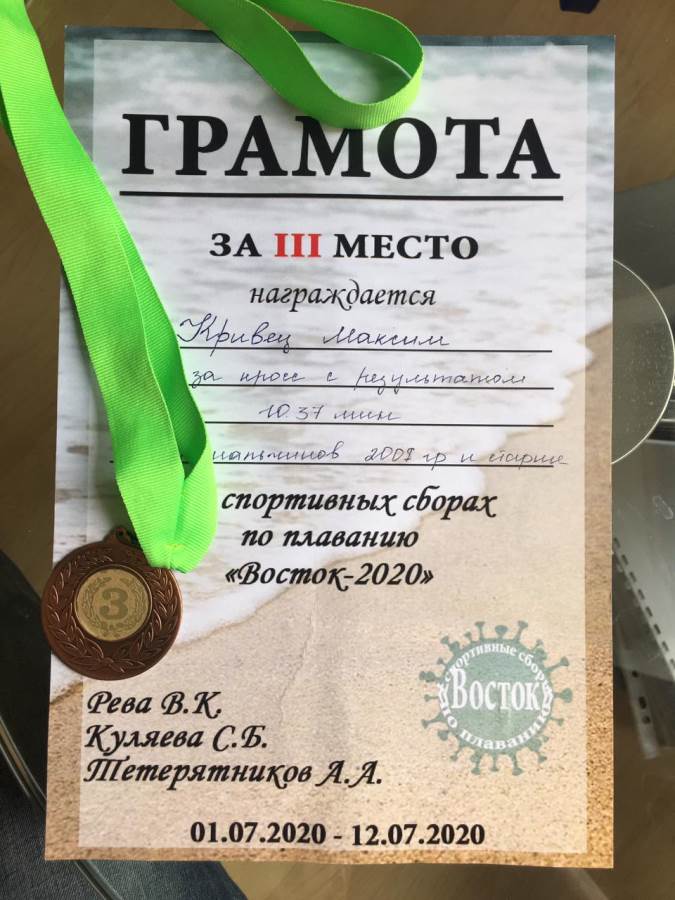 ГРАМОТА
ЗА III МЕСТО
награждается
Кривец Максим
за кросс с результатом
10.37 мин
мальчиков 2007 гр и старше
спортивных сборах
по плаванию
«Восток-2020»
3
спортивные сборы
Восток
по плаванию
Рева В.К.
Куляева С.Б.
Тетерятников А.А.
01.07.2020 - 12.07.2020